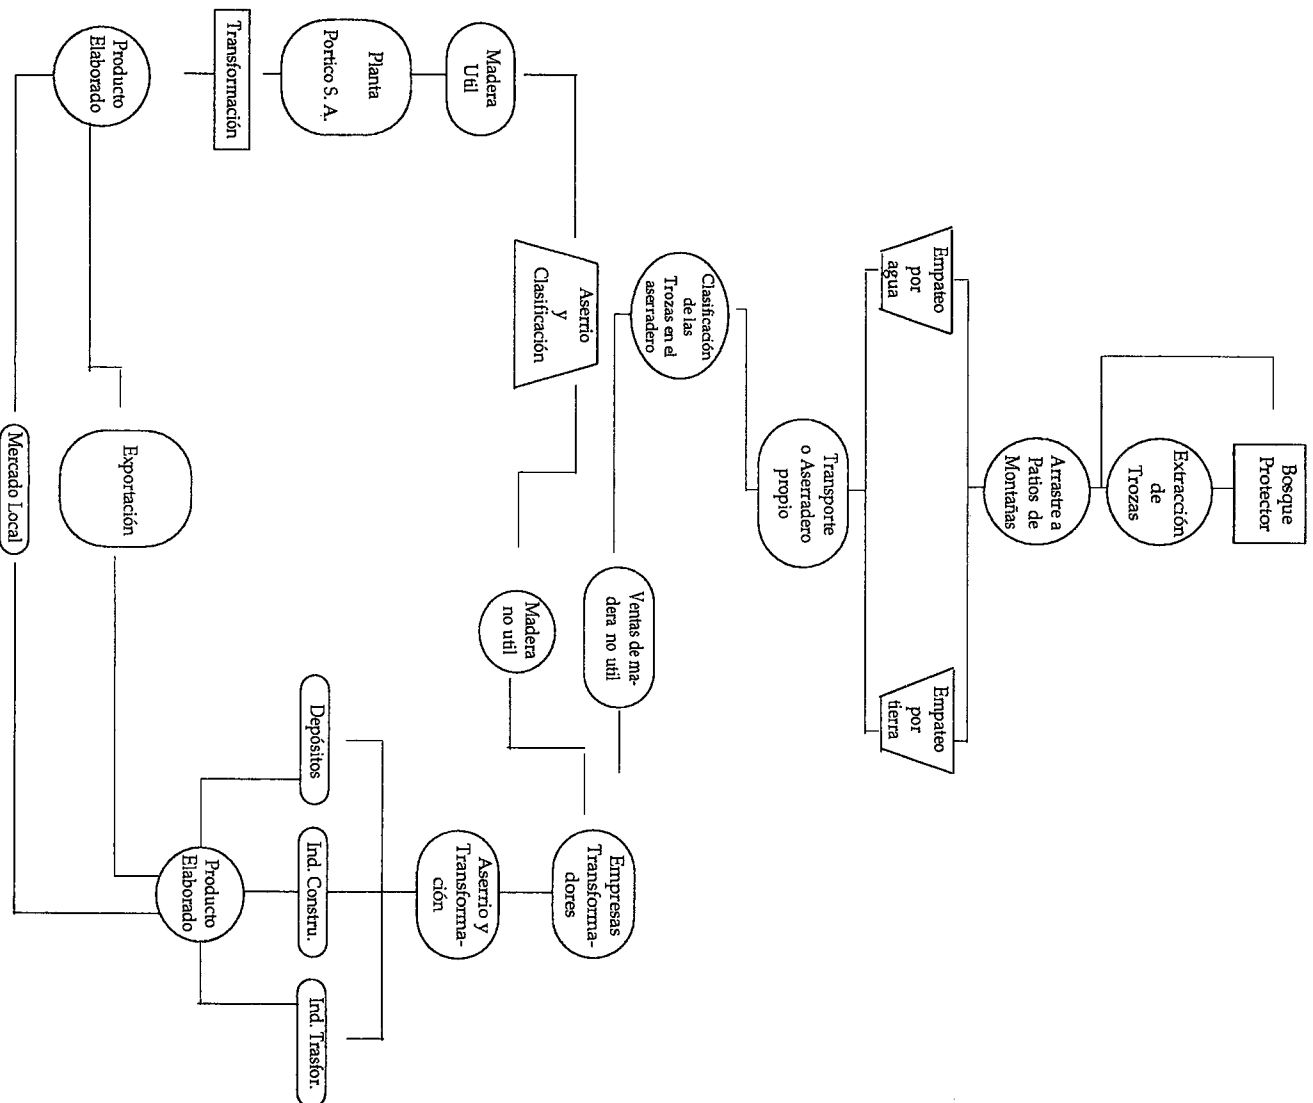 Bosque
Protector
Extracción
de
Trozas
Arrastre a
Patios de
Montañas
Empateo
por
agua
Empateo
por
tierra
Transporte
o Aserradero
propio
Clasificación
de las
Trozas en el
aserradero
Ventas de ma-
dera no util
Aserrio
y
Clasificación
Madera
no util
Madera
Util
Empresas
Transforma-
dores
Planta
Portico S. A.
Aserrio y
Transforma-
ción
Transformación
Depósitos
Ind. Constru.
Ind. Trasfor.
Producto
Elaborado
Producto
Elaborado
Exportación
Mercado Local